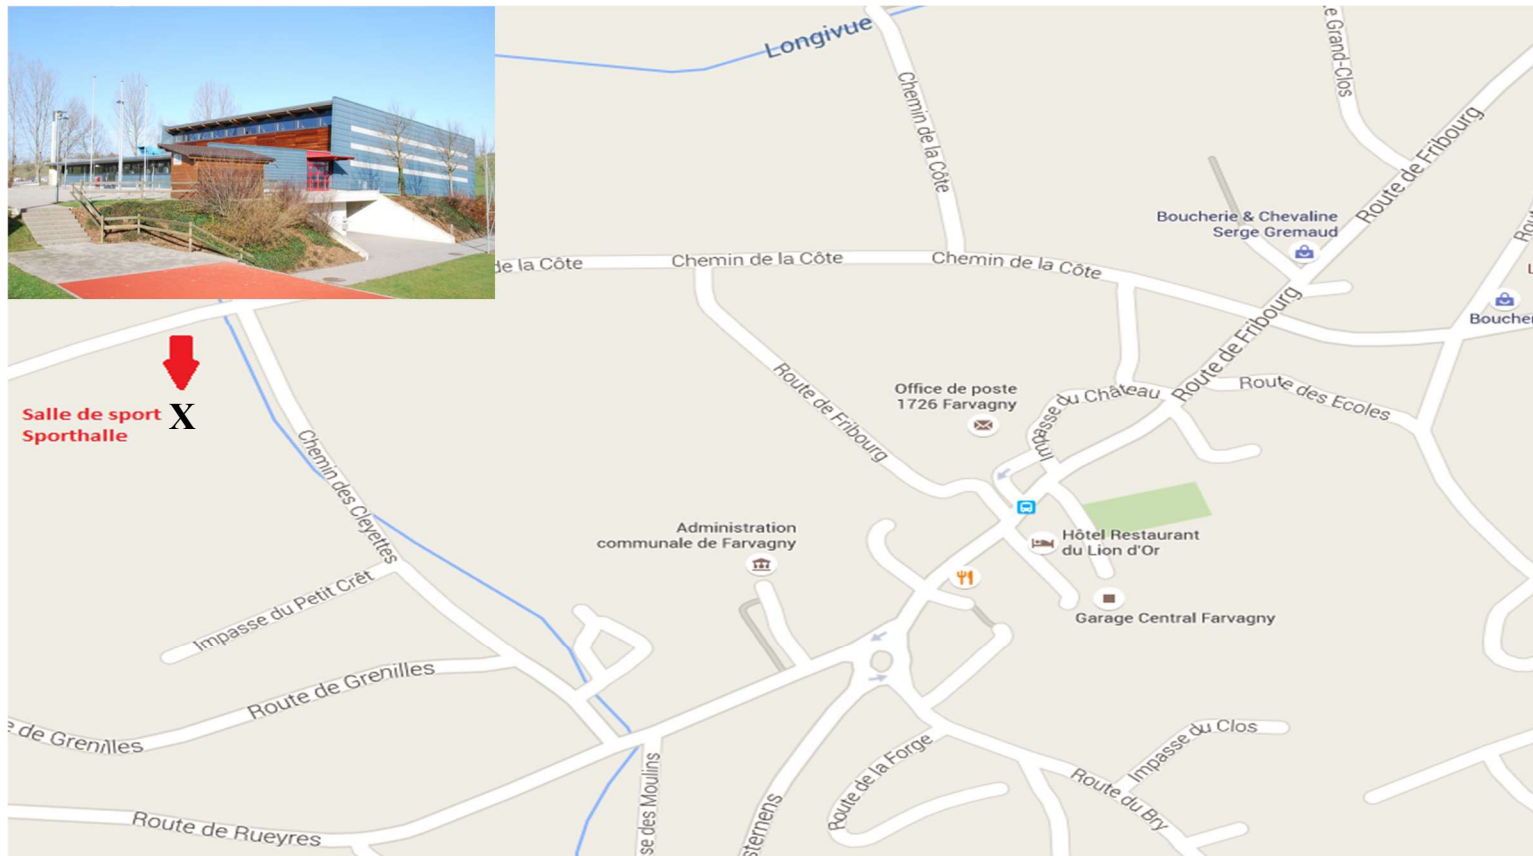 Longivue
Chemin de la Côte
Grand-Clos
Route de Fribourg
Boucherie & Chevaline
Serge Gremaud
de la Côte
Chemin de la Côte
Chemin de la Côte
Route de Fribourg
Boucher
Salle de sport X
Sporthalle
Chemin des Cleyettes
Route de Fribourg
Office de poste
1726 Farvagny
Impasse du Château
Route des Ecoles
Administration
communale de Farvagny
Hôtel Restaurant
du Lion d'Or
Garage Central Farvagny
Impasse du Petit Crêt
Route de Grenilles
de Grenilles
Route de Rueyres
se des Moulins
sternens
Route de la Forge
Impasse du Clos
Route du Bry